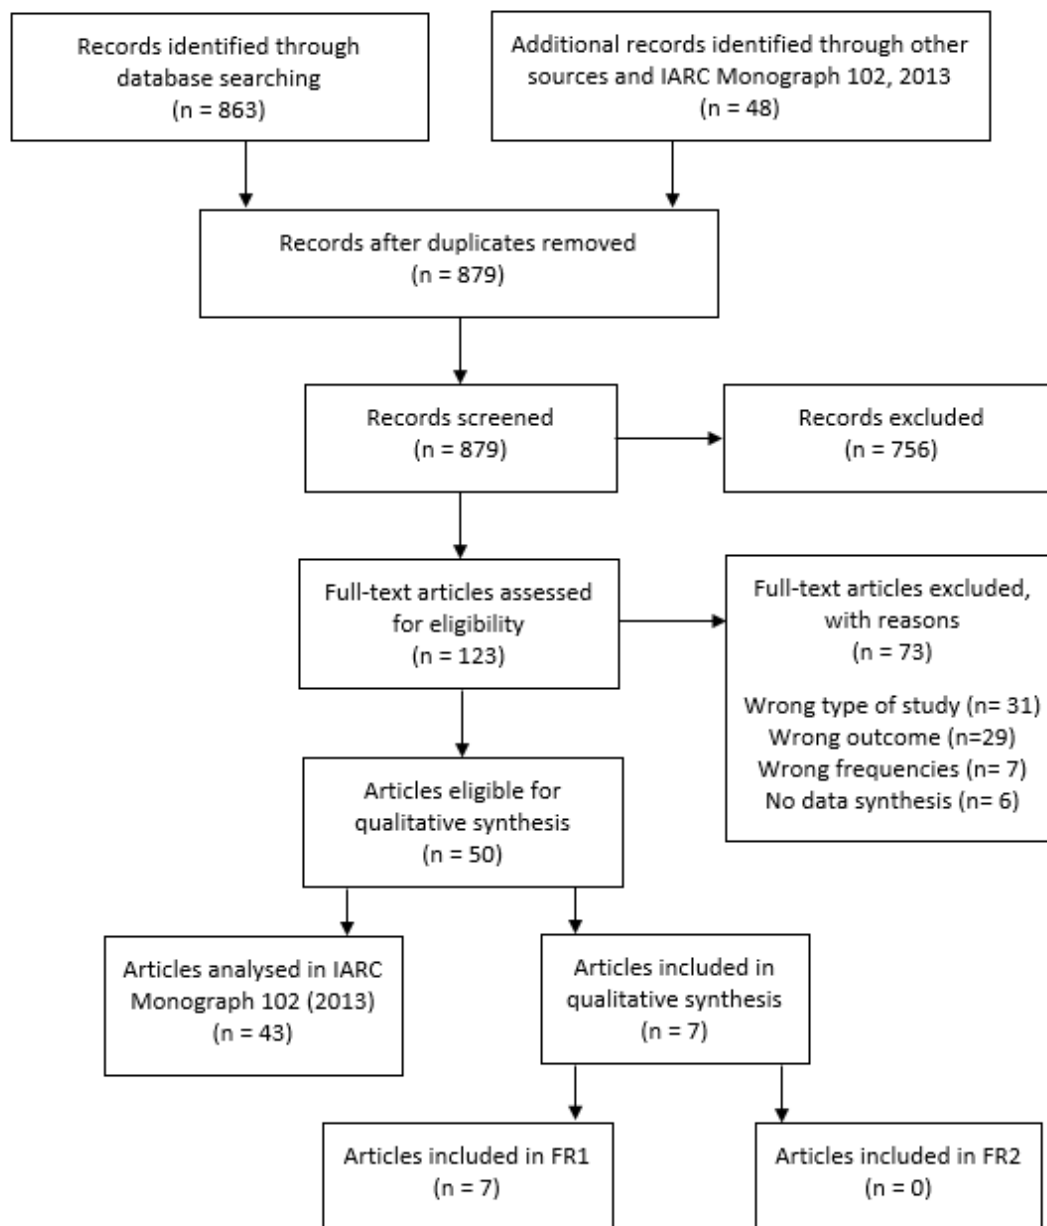 Records identified through
database searching
(n = 863)
Additional records identified through other
sources and IARC Monograph 102, 2013
(n = 48)
Records after duplicates removed
(n = 879)
Records screened
(n = 879)
Records excluded
(n = 756)
Full-text articles assessed
for eligibility
(n = 123)
Full-text articles excluded,
with reasons
(n = 73)
Wrong type of study (n= 31)
Wrong outcome (n=29)
Wrong frequencies (n= 7)
No data synthesis (n= 6)
Articles eligible for
qualitative synthesis
(n = 50)
Articles analysed in IARC
Monograph 102 (2013)
(n = 43)
Articles included in
qualitative synthesis
(n = 7)
Articles included in FR1
(n = 7)
Articles included in FR2
(n = 0)